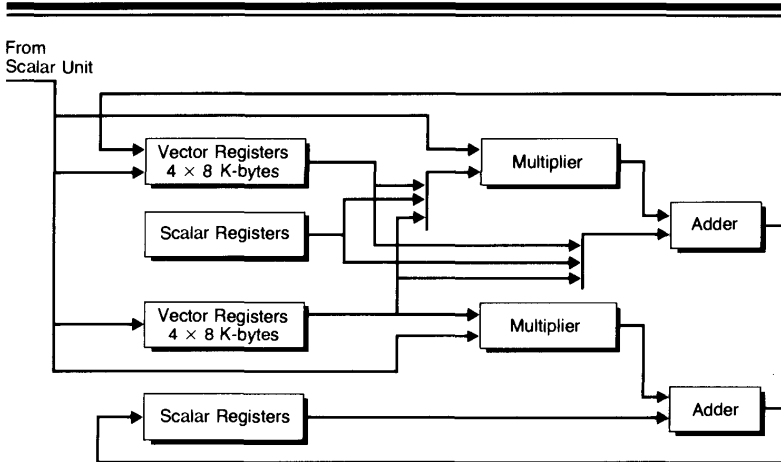 From
Scalar Unit
Vector Registers
4 × 8 K-bytes
Multiplier
Scalar Registers
Adder
Vector Registers
4 × 8 K-bytes
Multiplier
Scalar Registers
Adder